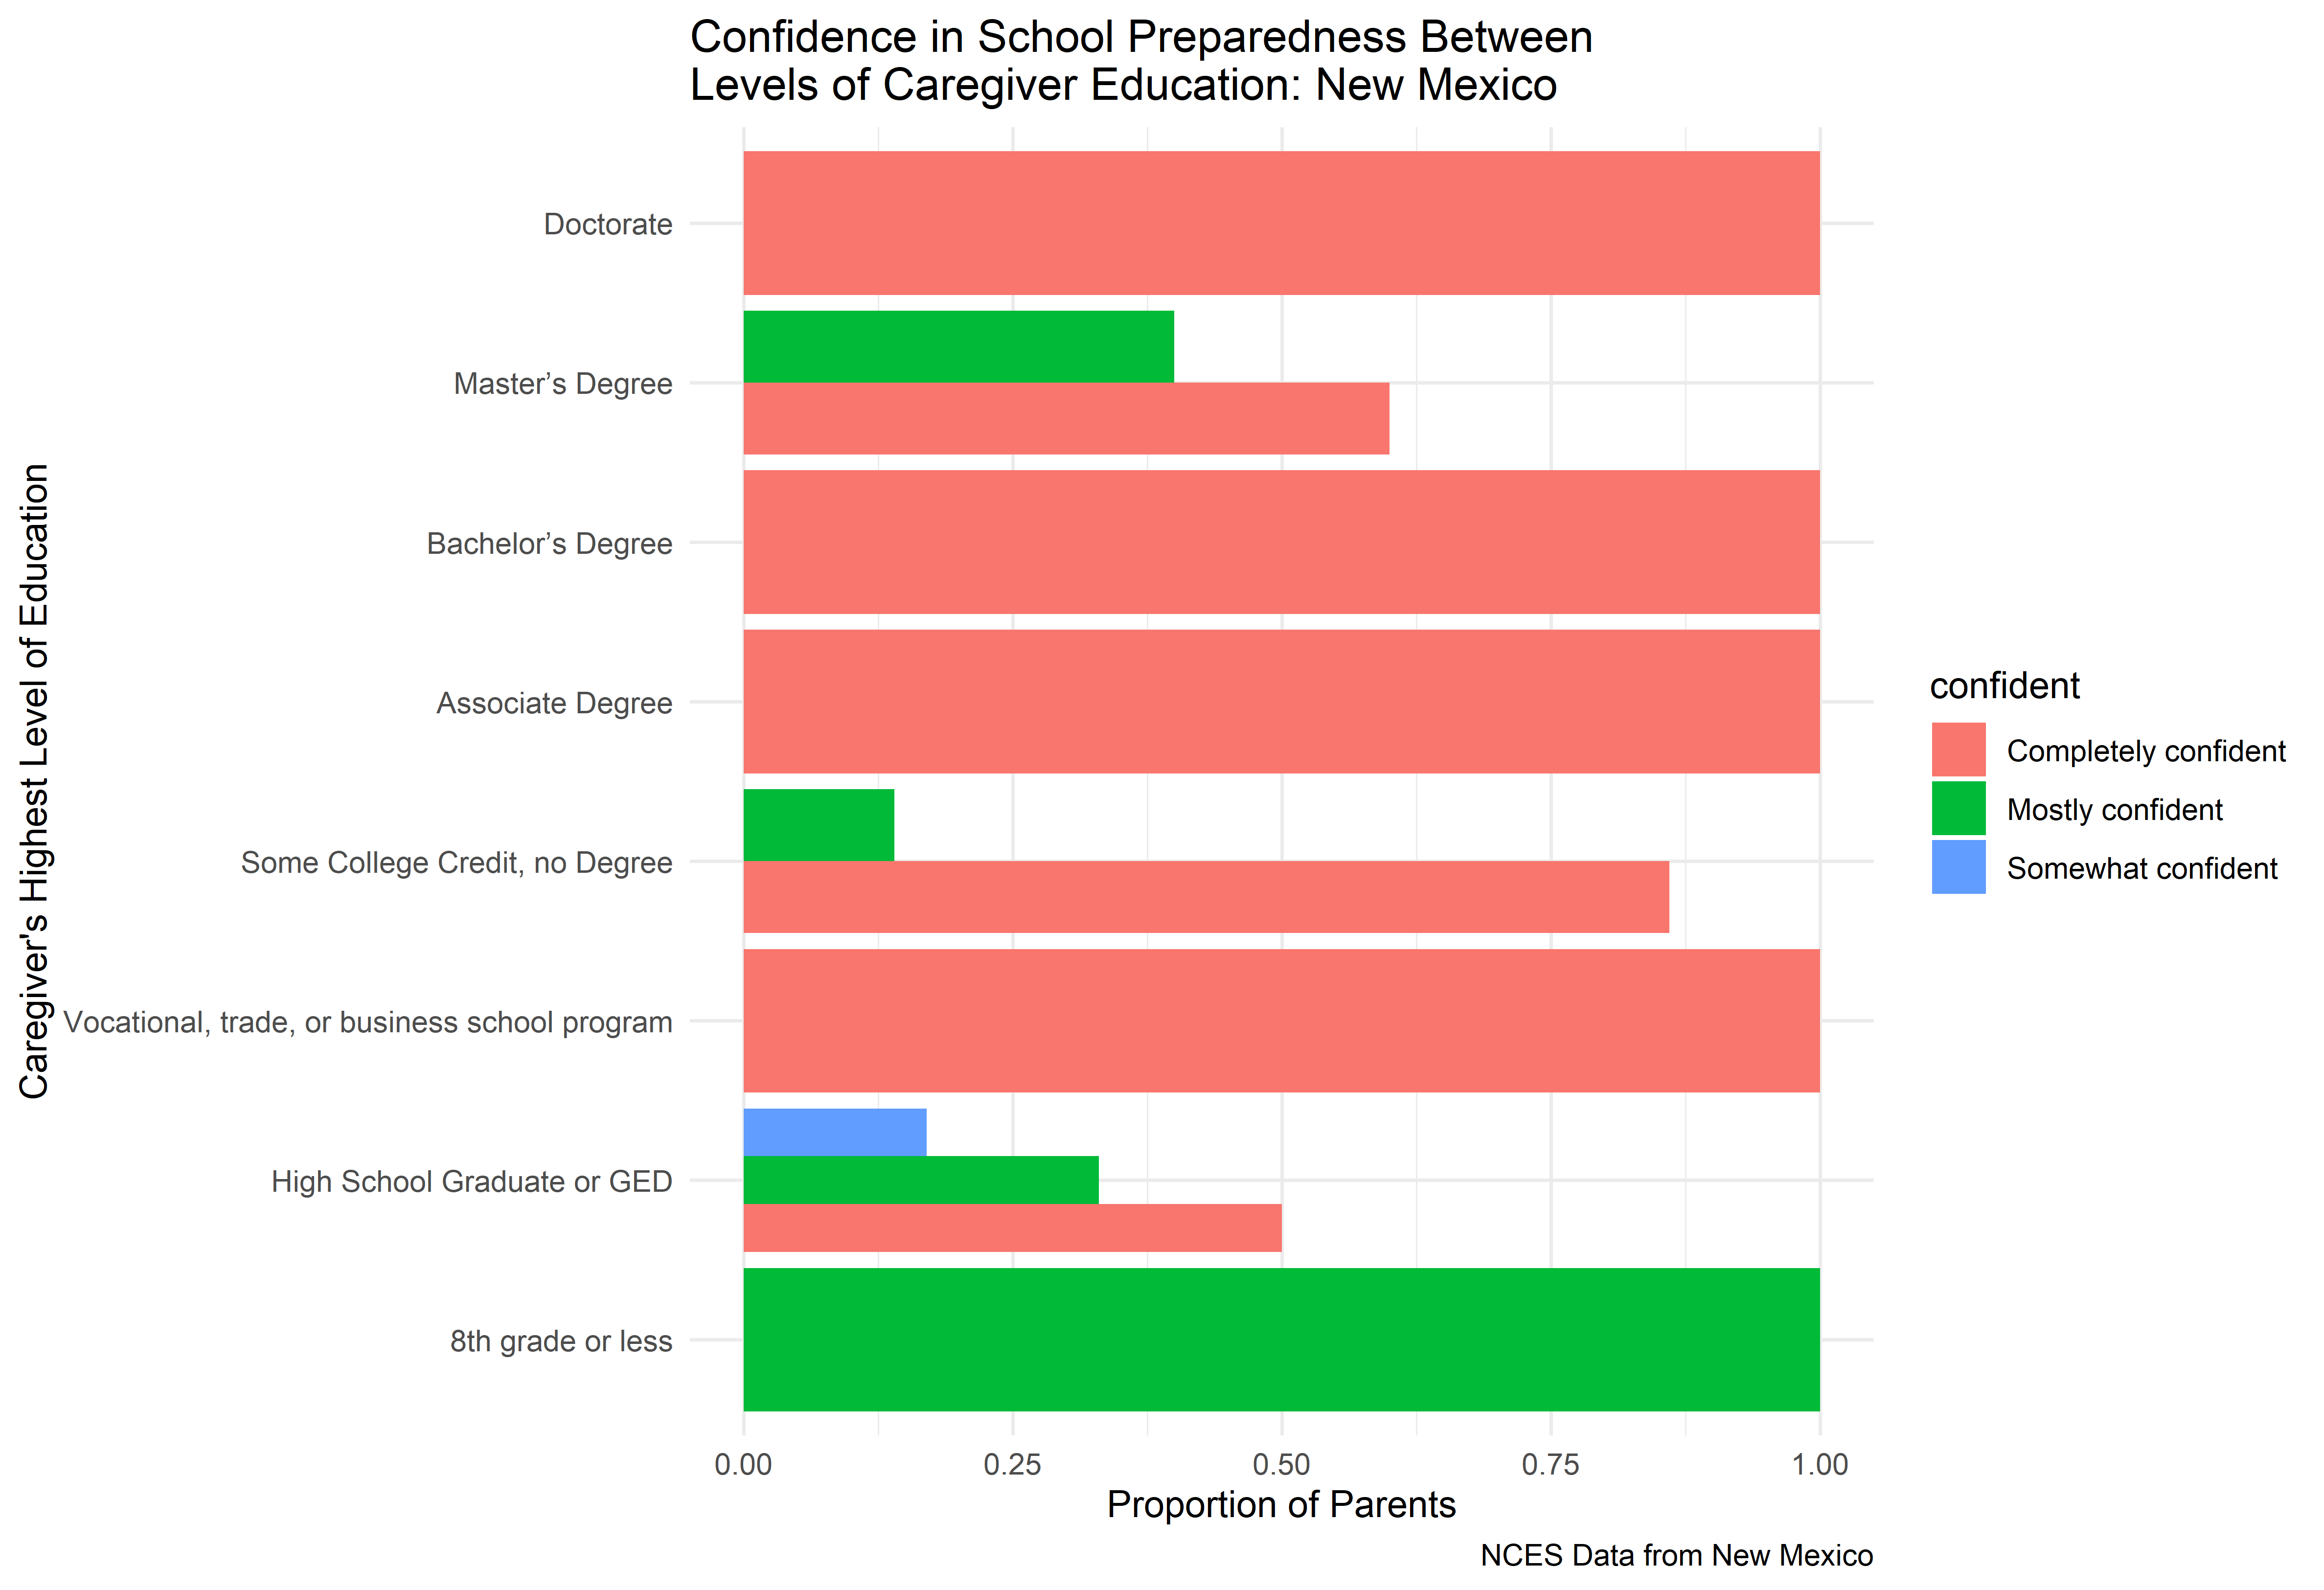 Confidence in School Preparedness Between
Levels of Caregiver Education: New Mexico
Caregiver's Highest Level of Education
Doctorate
Master’s Degree
Bachelor’s Degree
Associate Degree
Some College Credit, no Degree
Vocational, trade, or business school program
High School Graduate or GED
8th grade or less
0.00 0.25 0.50 0.75 1.00
Proportion of Parents
confident
Completely confident
Mostly confident
Somewhat confident
NCES Data from New Mexico